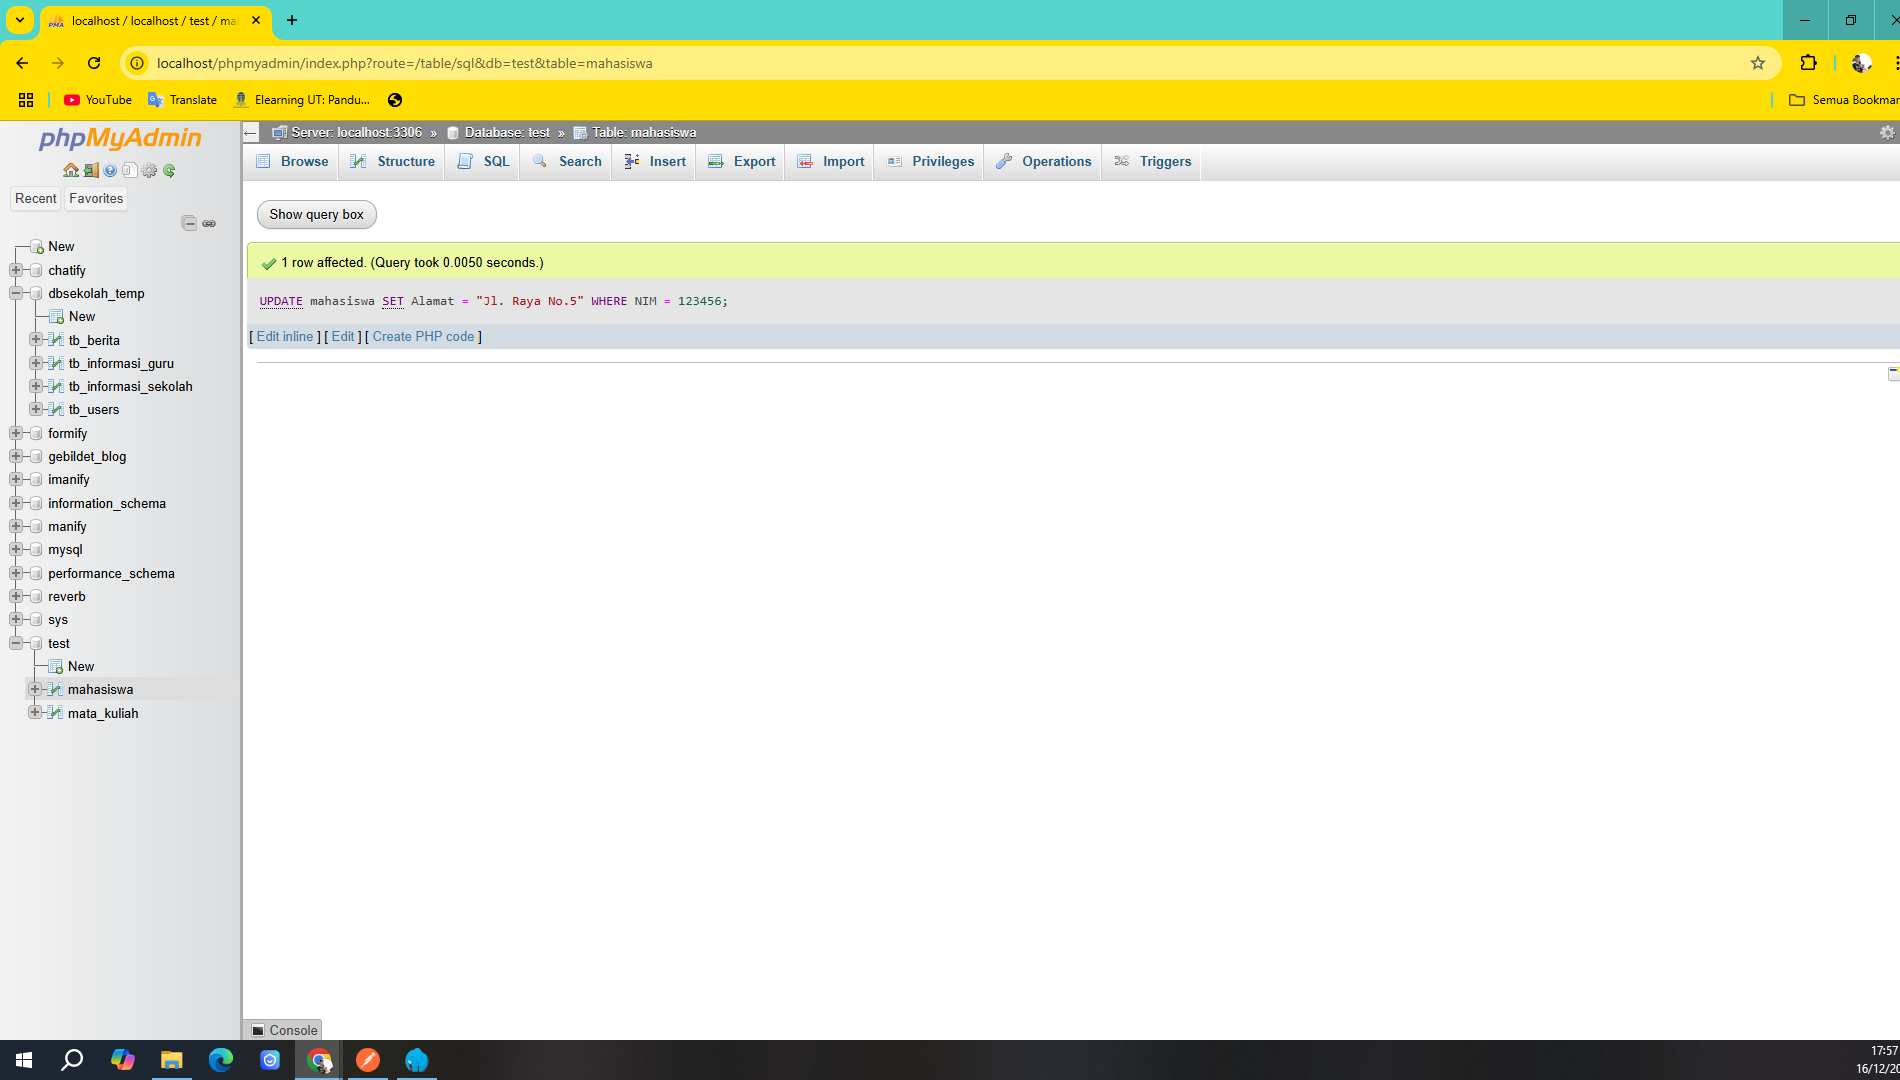 localhost / localhost / test / ma
localhost/phpmyadmin/index.php?route=/table/sql&db=test&table=mahasiswa
YouTube
Translate
Elearning UT: Pandu...
Semua Bookmar
phpMyAdmin
Recent
Favorites
New
chatify
dbsekolah_temp
New
tb_berita
tb_informasi_guru
tb_informasi_sekolah
tb_users
formify
gebildet_blog
imanify
information_schema
manify
mysql
performance_schema
reverb
sys
test
New
mahasiswa
mata_kuliah
Server: localhost:3306 » Database: test » Table: mahasiswa
Browse
Structure
SQL
Search
Insert
Export
Import
Privileges
Operations
Triggers
Show query box
1 row affected. (Query took 0.0050 seconds.)
UPDATE mahasiswa SET Alamat = "Jl. Raya No.5" WHERE NIM = 123456;
[ Edit inline ] [ Edit ] [ Create PHP code ]
Console
17:57
16/12/20